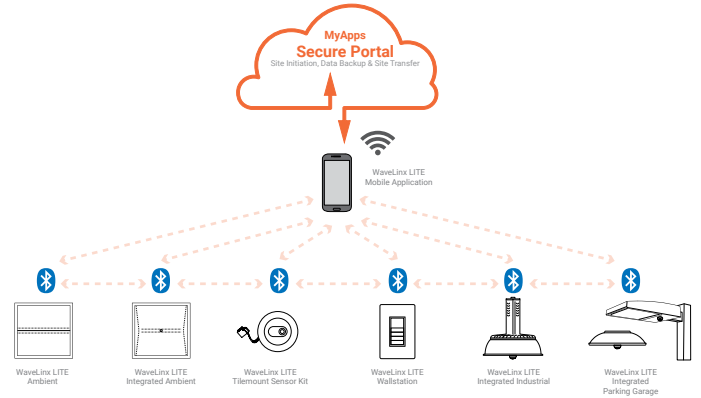 MyApps
Secure Portal
Site Initiation, Data Backup & Site Transfer
WaveLinx LITE
Mobile Application
WaveLinx LITE
Ambient
WaveLinx LITE
Integrated Ambient
WaveLinx LITE
Tilemount Sensor Kit
WaveLinx LITE
Wallstation
WaveLinx LITE
Integrated Industrial
WaveLinx LITE
Integrated
Parking Garage